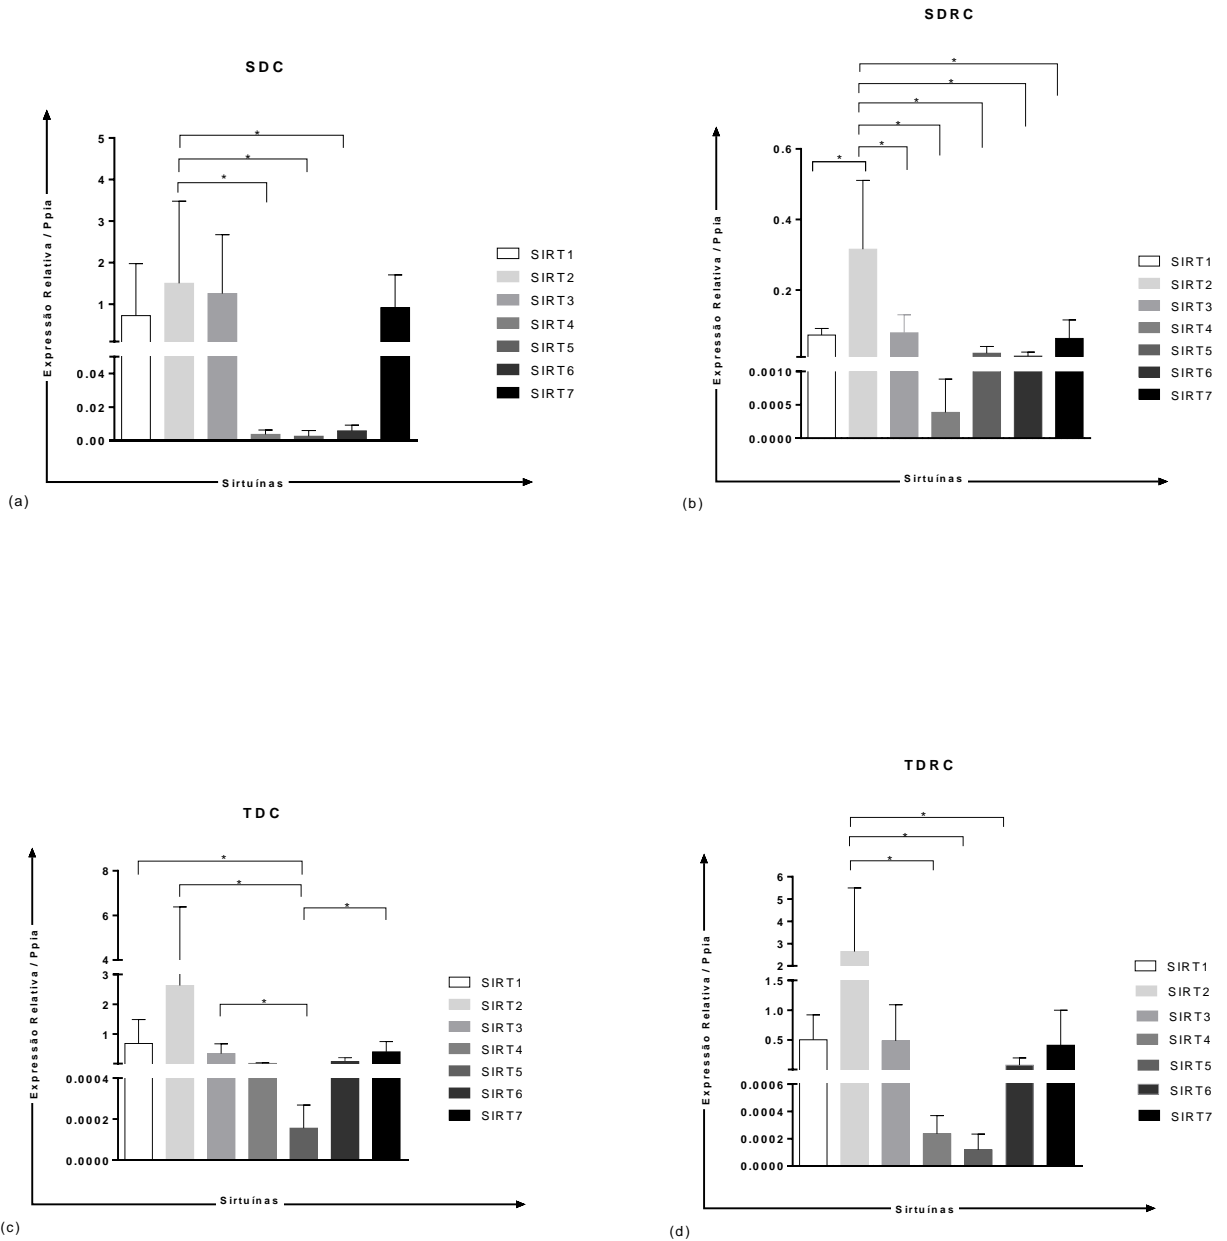 SDC
Expressão Relativa / Ppia
5
4
3
2
1
0.04
0.02
0.00
*
*
*
SIRT1
SIRT2
SIRT3
SIRT4
SIRT5
SIRT6
SIRT7
Sirtuínas
(a)
SDRC
Expressão Relativa / Ppia
0.6
0.4
0.2
0.0010
0.0005
0.0000
*
*
*
*
*
*
SIRT1
SIRT2
SIRT3
SIRT4
SIRT5
SIRT6
SIRT7
Sirtuínas
(b)
TDC
Expressão Relativa / Ppia
8
6
4
3
2
1
0.0004
0.0002
0.0000
*
*
*
*
SIRT1
SIRT2
SIRT3
SIRT4
SIRT5
SIRT6
SIRT7
Sirtuínas
(c)
TDRC
Expressão Relativa / Ppia
6
5
4
3
2
1.5
1.0
0.5
0.0006
0.0004
0.0002
0.0000
*
*
*
SIRT1
SIRT2
SIRT3
SIRT4
SIRT5
SIRT6
SIRT7
Sirtuínas
(d)